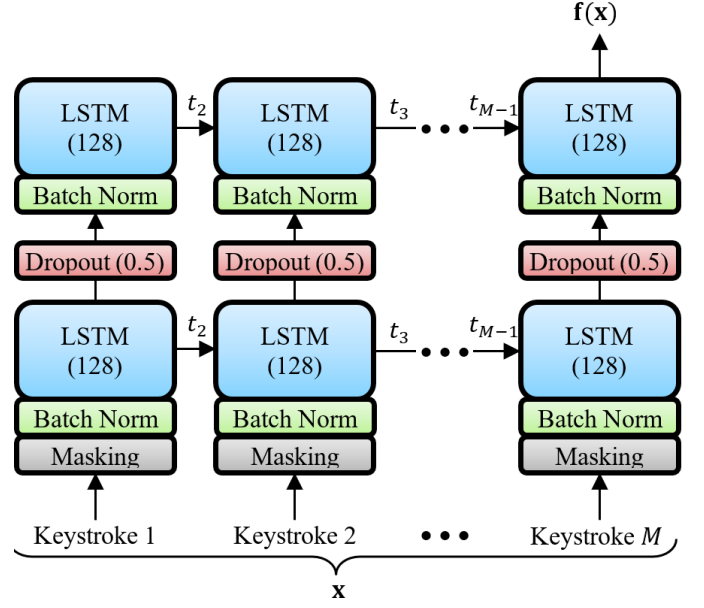 f(x)
LSTM (128) t₂ LSTM (128) t₃ ••• t_{M−1} LSTM (128)
Batch Norm Batch Norm Batch Norm
Dropout (0.5) Dropout (0.5) Dropout (0.5)
LSTM (128) t₂ LSTM (128) t₃ ••• t_{M−1} LSTM (128)
Batch Norm Batch Norm Batch Norm
Masking Masking Masking
Keystroke 1 Keystroke 2 ••• Keystroke M
x